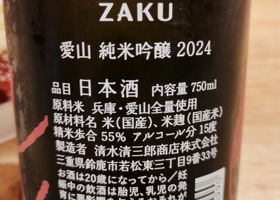 ZAKU
愛山 純米吟醸 2024
品目 日本酒 内容量 750ml
原料米 兵庫・愛山全量使用
原材料名 米(国産)、米麹(国産米)
精米歩合 55% アルコール分 15度
製造者 清水清三郎商店株式会社
三重県鈴鹿市若松東三丁目9番33号
お酒は20歳になってから／妊
娠中の飲酒は胎児、乳児の発